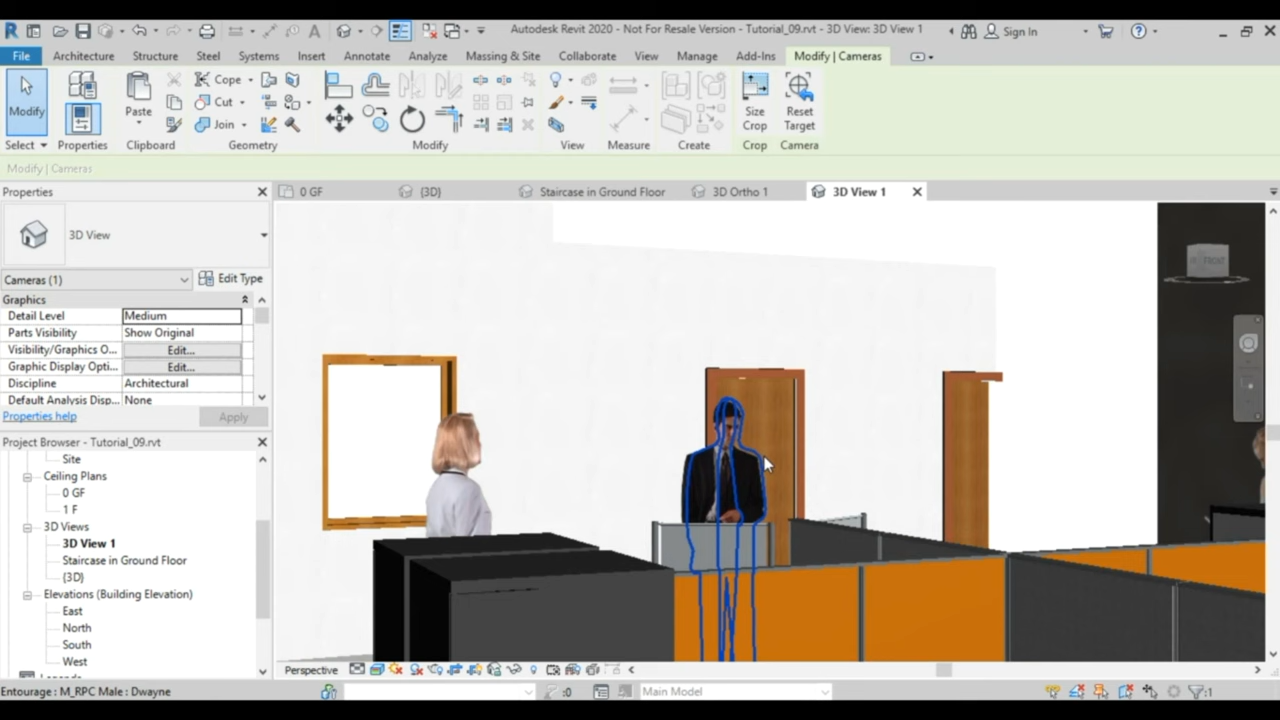 Autodesk Revit 2020 - Not For Resale Version - Tutorial_09.rvt - 3D View: 3D View 1
Sign In
File Architecture Structure Steel Systems Insert Annotate Analyze Massing & Site Collaborate View Manage Add-Ins Modify | Cameras
Modify
Paste
Cope
Cut
Join
Size Crop
Reset Target
Select Properties Clipboard Geometry Modify View Measure Create Crop Camera
Modify | Cameras
Properties
0 GF {3D} Staircase in Ground Floor 3D Ortho 1 3D View 1
3D View
Cameras (1) Edit Type
Graphics
Detail Level Medium
Parts Visibility Show Original
Visibility/Graphics O... Edit...
Graphic Display Opti... Edit...
Discipline Architectural
Default Analysis Disp... None
Properties help Apply
Project Browser - Tutorial_09.rvt
Site
Ceiling Plans
0 GF
1 F
3D Views
3D View 1
Staircase in Ground Floor
{3D}
Elevations (Building Elevation)
East
North
South
West
FRONT
Perspective
Entourage : M_RPC Male : Dwayne
:0
Main Model
:1